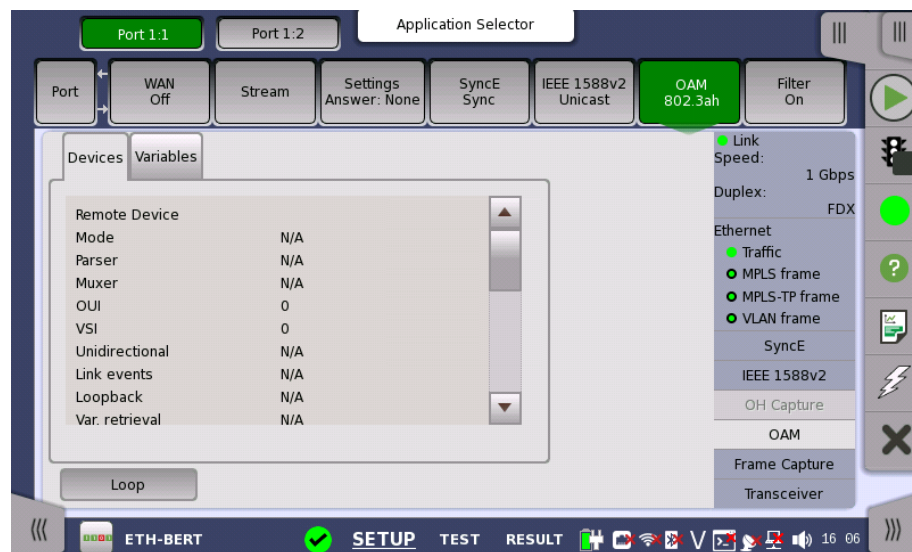 Application Selector
Port 1:1
Port 1:2
Port
WAN
Off
Stream
Settings
Answer: None
SyncE
Sync
IEEE 1588v2
Unicast
OAM
802.3ah
Filter
On
Devices
Variables
Remote Device
Mode N/A
Parser N/A
Muxer N/A
OUI 0
VSI 0
Unidirectional N/A
Link events N/A
Loopback N/A
Var. retrieval N/A
Loop
Link
Speed:
1 Gbps
Duplex:
FDX
Ethernet
Traffic
MPLS frame
MPLS-TP frame
VLAN frame
SyncE
IEEE 1588v2
OH Capture
OAM
Frame Capture
Transceiver
ETH-BERT
SETUP
TEST
RESULT
V
16 06